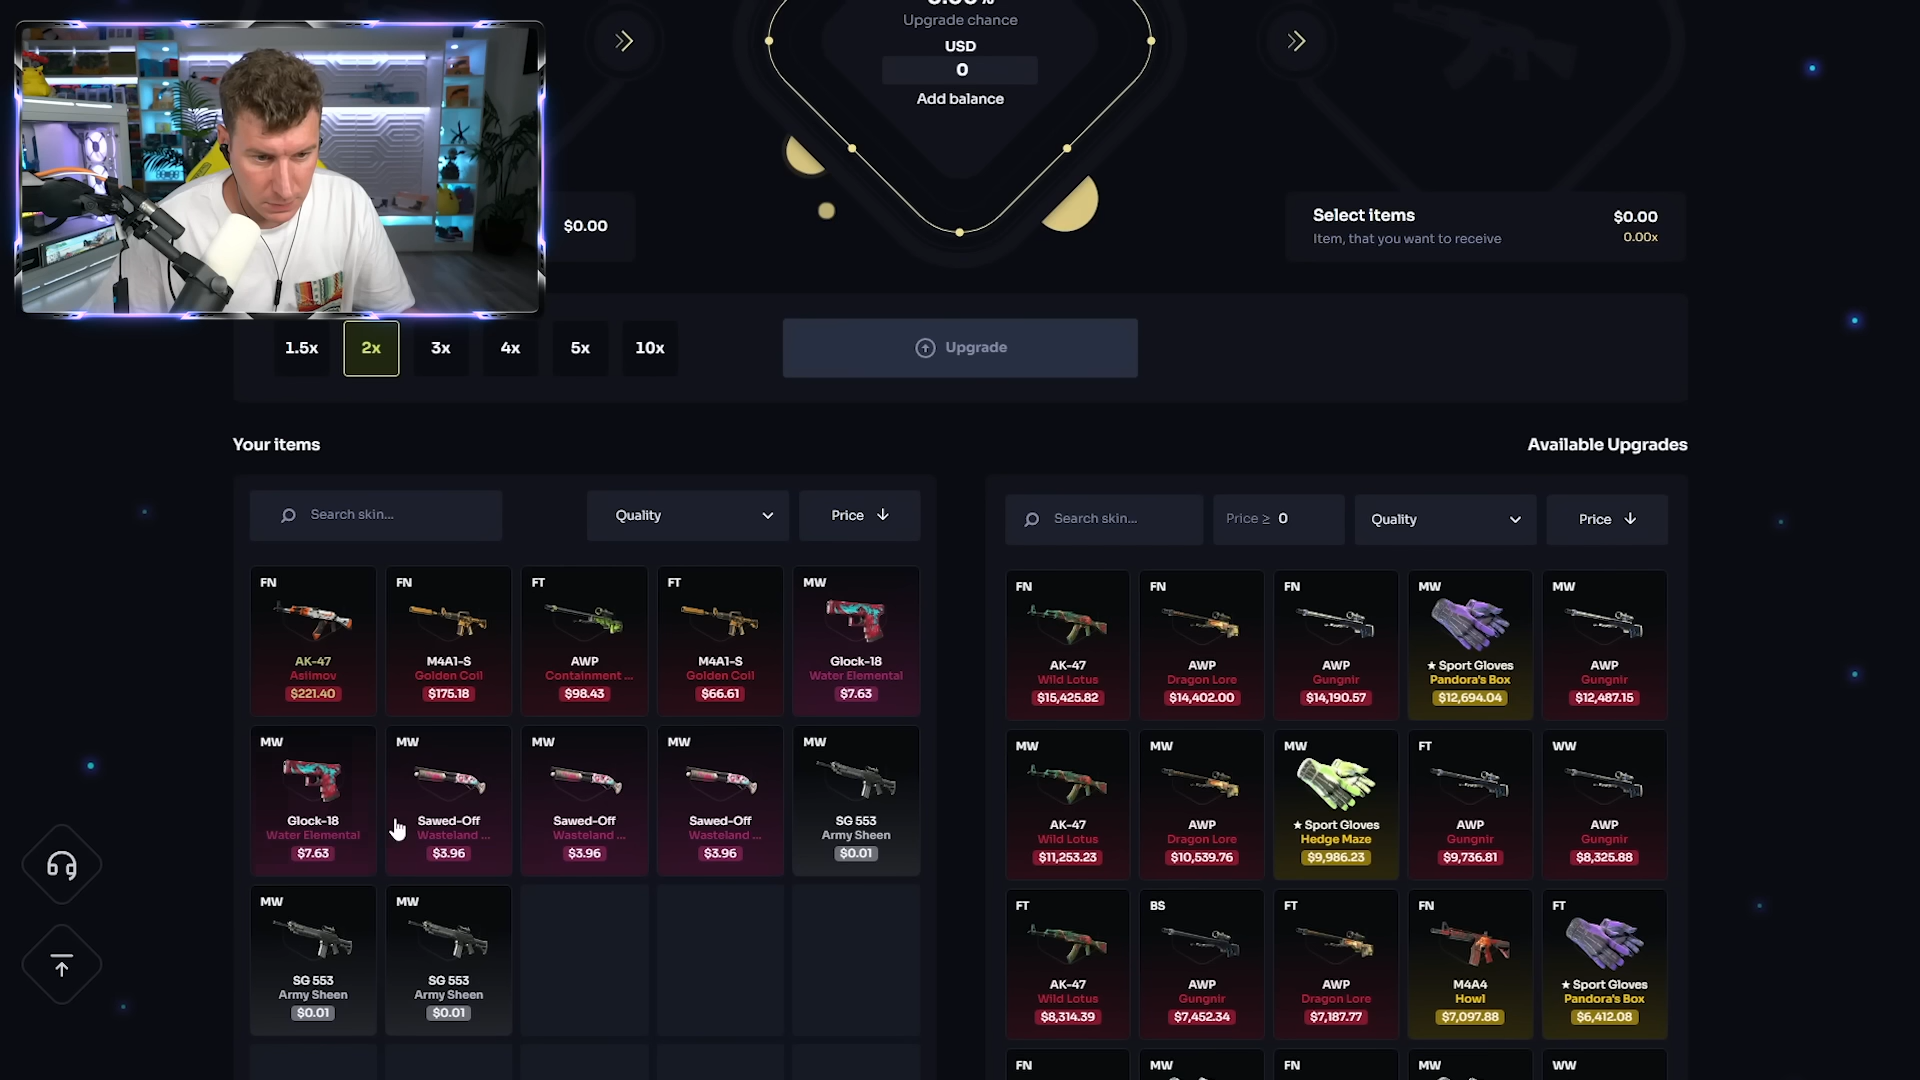 Upgrade chance
USD
0
Add balance
$0.00
Select items
Item, that you want to receive
$0.00
0.00x
1.5x
2x
3x
4x
5x
10x
Upgrade
Your items
Available Upgrades
Search skin...
Quality
Price
Search skin...
Price ≥ 0
Quality
Price
FN
AK-47
Asiimov
$221.40
FN
M4A1-S
Golden Coil
$175.18
FT
AWP
Containment ...
$98.43
FT
M4A1-S
Golden Coil
$66.61
MW
Glock-18
Water Elemental
$7.63
MW
Glock-18
Water Elemental
$7.63
MW
Sawed-Off
Wasteland ...
$3.96
MW
Sawed-Off
Wasteland ...
$3.96
MW
Sawed-Off
Wasteland ...
$3.96
MW
SG 553
Army Sheen
$0.01
MW
SG 553
Army Sheen
$0.01
MW
SG 553
Army Sheen
$0.01
FN
AK-47
Wild Lotus
$15,425.82
FN
AWP
Dragon Lore
$14,402.00
FN
AWP
Gungnir
$14,190.57
MW
★ Sport Gloves
Pandora's Box
$12,694.04
MW
AWP
Gungnir
$12,487.15
MW
AK-47
Wild Lotus
$11,253.23
MW
AWP
Dragon Lore
$10,539.76
MW
★ Sport Gloves
Hedge Maze
$9,986.23
FT
AWP
Gungnir
$9,736.81
WW
AWP
Gungnir
$8,325.88
FT
AK-47
Wild Lotus
$8,314.39
BS
AWP
Gungnir
$7,452.34
FT
AWP
Dragon Lore
$7,187.77
FN
M4A4
Howl
$7,097.88
FT
★ Sport Gloves
Pandora's Box
$6,412.08
FN
MW
FN
MW
WW